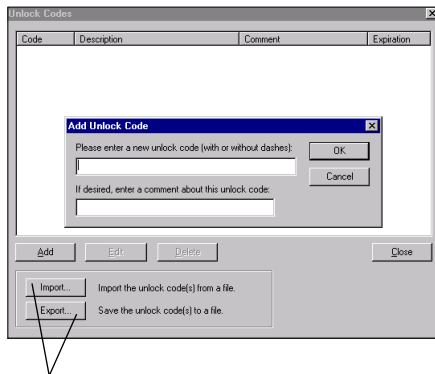 Unlock Codes
Code Description Comment Expiration
Add Unlock Code
Please enter a new unlock code (with or without dashes):
OK
Cancel
If desired, enter a comment about this unlock code:
Add Edit Delete Close
Import... Import the unlock code(s) from a file.
Export... Save the unlock code(s) to a file.